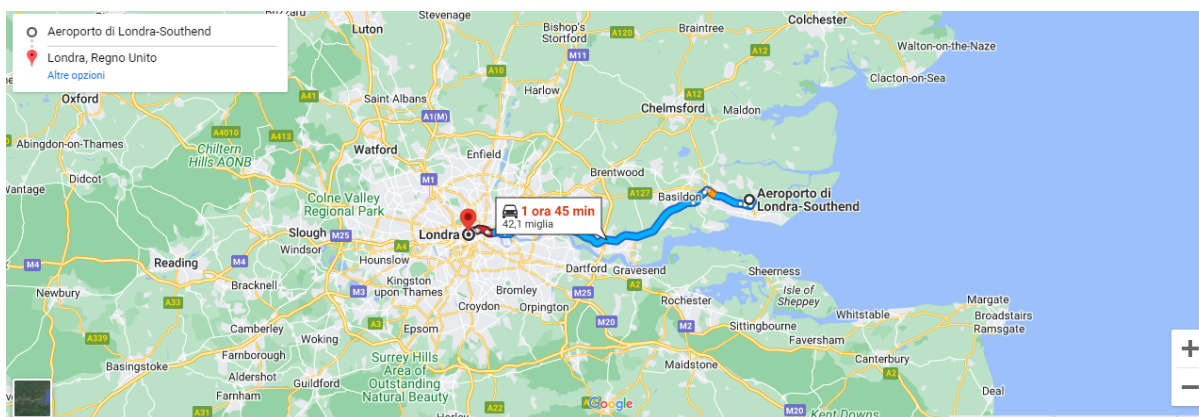 Aeroporto di Londra-Southend
Londra, Regno Unito
Altre opzioni
Stevenage
Luton
Bishop's
Stortford
A120
Braintree
Colchester
Walton-on-the-Naze
Clacton-on-Sea
M11
A10
A12
Harlow
Oxford
A41
Saint Albans
A1(M)
Chelmsford
Maldon
Abingdon-on-Thames
A4010
A413
Chiltern
Hills AONB
Watford
Enfield
Didcot
Wantage
M1
Brentwood
A127
Basildon
Aeroporto di
Londra-Southend
Colne Valley
Regional Park
1 ora 45 min
42,1 miglia
Londra
Slough
M25
Windsor
A4
M4
M4
Reading
Hounslow
Dartford
Gravesend
A2
Bracknell
M3
Kingston
upon Thames
Bromley
M25
Orpington
Croydon
Newbury
A33
Rochester
Sheerness
Isle of
Sheppey
Margate
Broadstairs
Ramsgate
Whitstable
M20
M2
Sittingbourne
Faversham
A339
Camberley
A3
Epsom
Woking
Farnborough
Basingstoke
Aldershot
Farnham
Guildford
Surrey Hills
Area of
Outstanding
Natural Beauty
Maidstone
Canterbury
A2
Deal
A31
A22
Horley
Google
Kent Downs
+
−